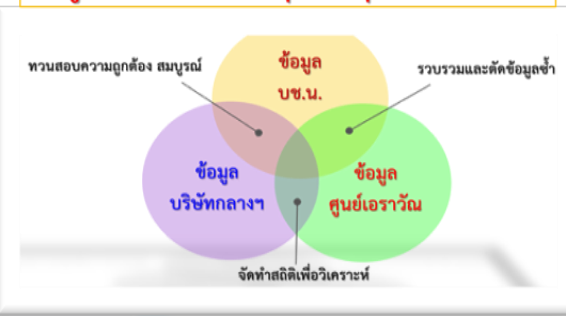 ข้อมูล
บช.น.
ทวนสอบความถูกต้อง สมบูรณ์
รวบรวมและตัดข้อมูลซ้ำ
ข้อมูล
บริษัทกลางฯ
ข้อมูล
ศูนย์เอราวัณ
จัดทำสถิติเพื่อวิเคราะห์